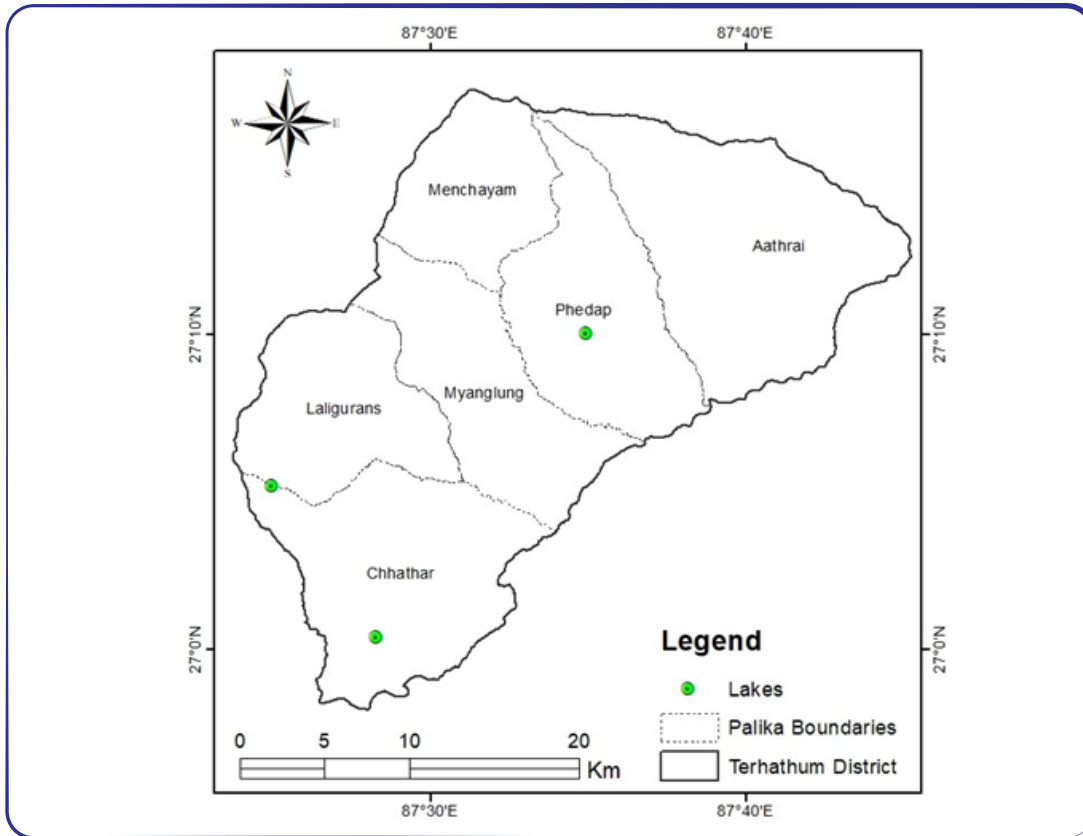 87°30'E 87°40'E
N
W E
S
Menchayam
Aathrai
Phedap
27°10'N 27°10'N
Myanglung
Laligurans
Chhathar
27°0'N 27°0'N
Legend
Lakes
Palika Boundaries
Terhathum District
0 5 10 20
Km
87°30'E 87°40'E